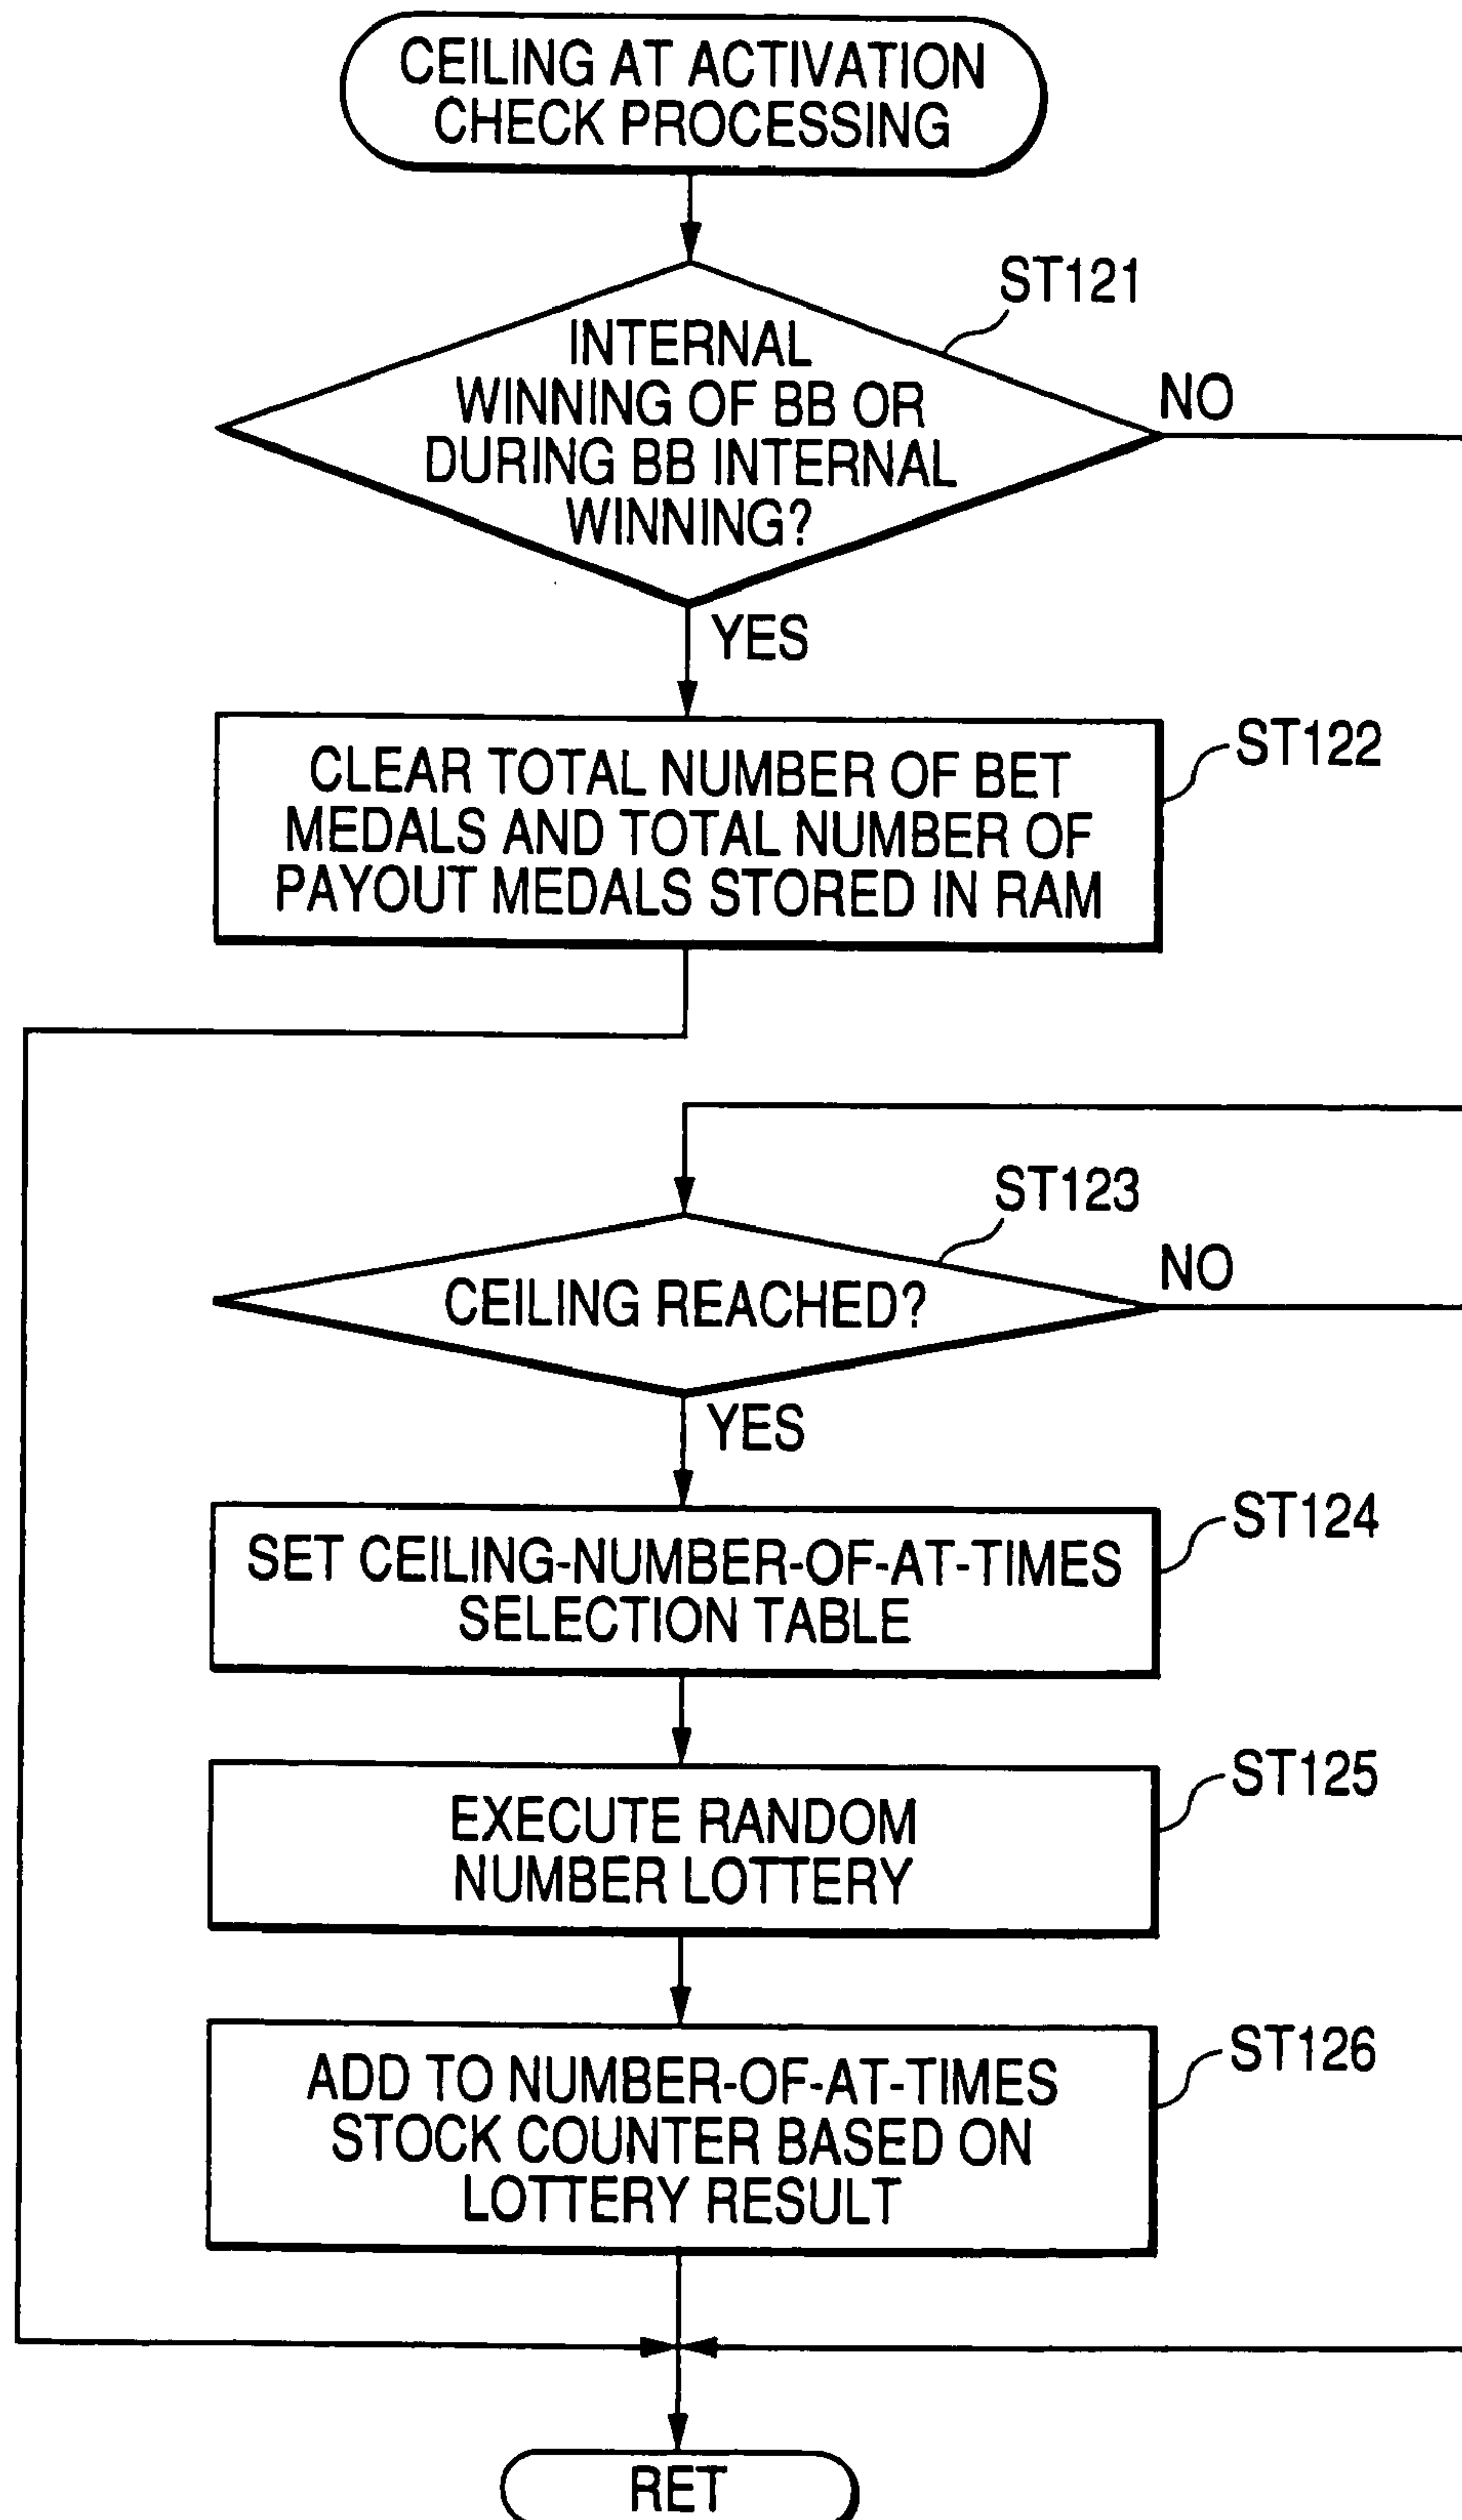 CEILING AT ACTIVATION
CHECK PROCESSING
ST121
INTERNAL
WINNING OF BB OR
DURING BB INTERNAL
WINNING?
NO
YES
ST122
CLEAR TOTAL NUMBER OF BET
MEDALS AND TOTAL NUMBER OF
PAYOUT MEDALS STORED IN RAM
ST123
CEILING REACHED?
NO
YES
ST124
SET CEILING-NUMBER-OF-AT-TIMES
SELECTION TABLE
ST125
EXECUTE RANDOM
NUMBER LOTTERY
ST126
ADD TO NUMBER-OF-AT-TIMES
STOCK COUNTER BASED ON
LOTTERY RESULT
RET